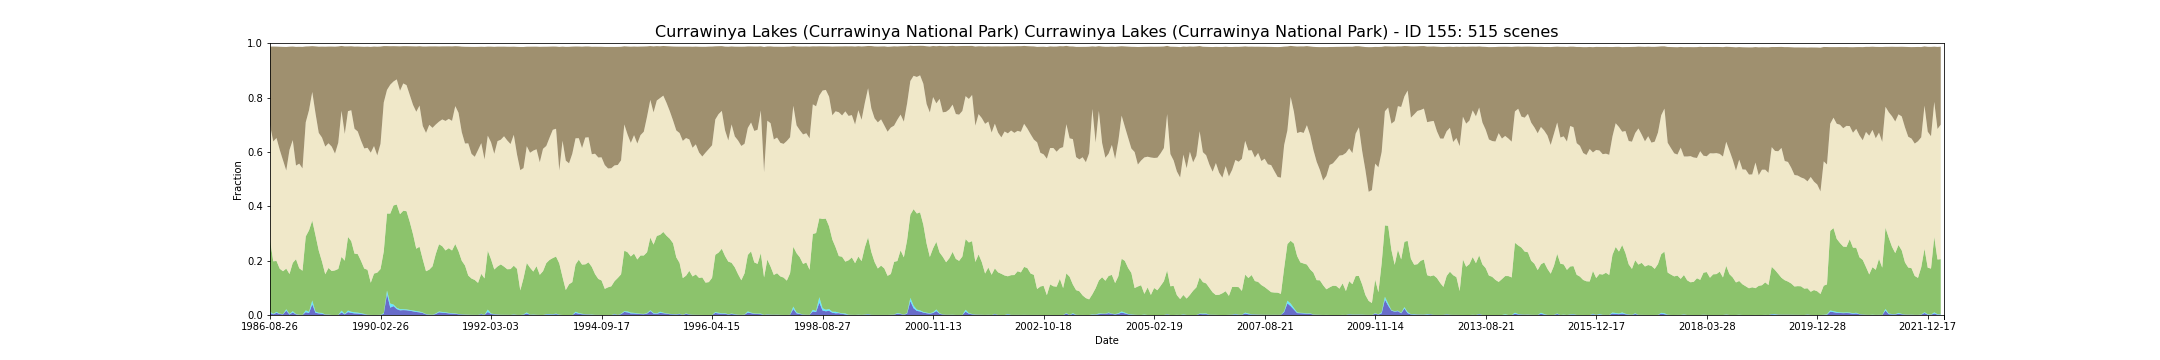 Currawinya Lakes (Currawinya National Park) Currawinya Lakes (Currawinya National Park) - ID 155: 515 scenes
1.0
0.8
0.6
0.4
0.2
0.0
Fraction
1986-08-26 1990-02-26 1992-03-03 1994-09-17 1996-04-15 1998-08-27 2000-11-13 2002-10-18 2005-02-19 2007-08-21 2009-11-14 2013-08-21 2015-12-17 2018-03-28 2019-12-28 2021-12-17
Date